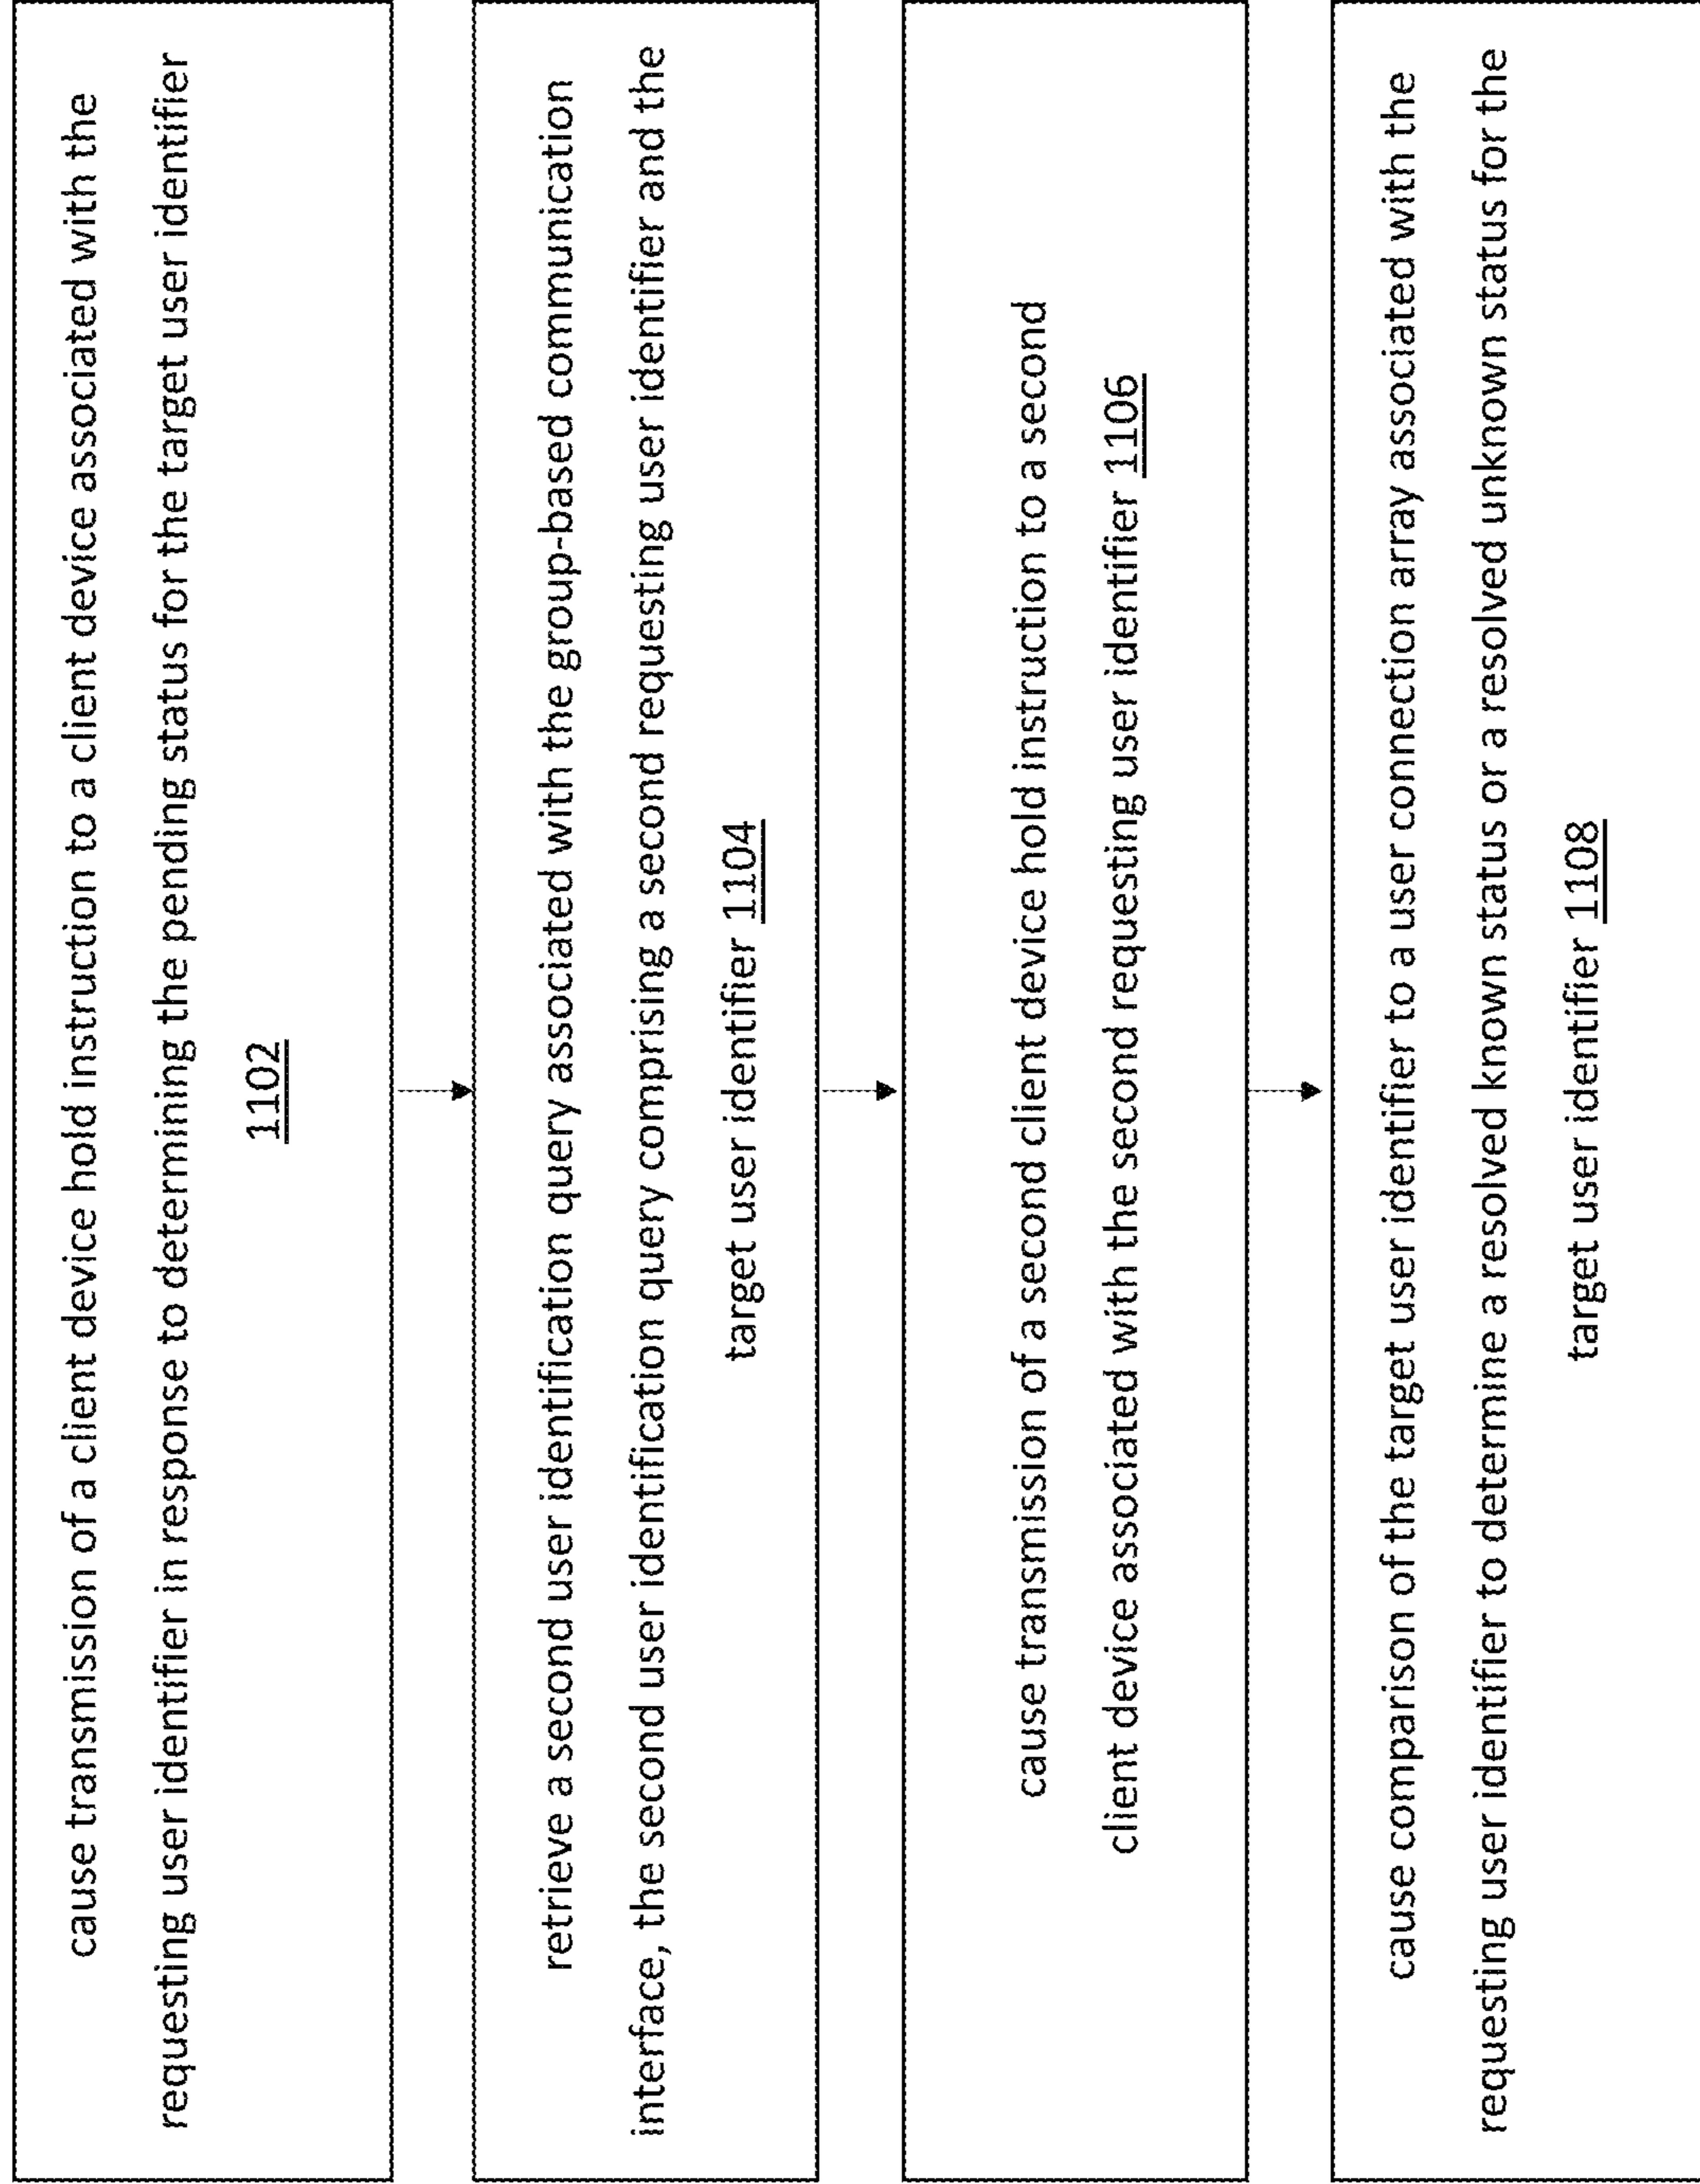 cause transmission of a client device hold instruction to a client device associated with the
requesting user identifier in response to determining the pending status for the target user identifier
1102
retrieve a second user identification query associated with the group-based communication
interface, the second user identification query comprising a second requesting user identifier and the
target user identifier 1104
cause transmission of a second client device hold instruction to a second
client device associated with the second requesting user identifier 1106
cause comparison of the target user identifier to a user connection array associated with the
requesting user identifier to determine a resolved known status or a resolved unknown status for the
target user identifier 1108